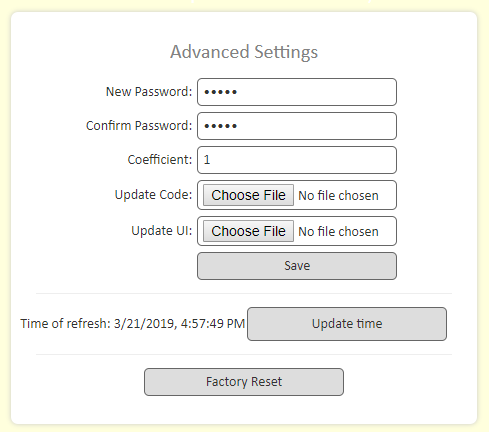 Advanced Settings
New Password: •••••
Confirm Password: •••••
Coefficient: 1
Update Code: Choose File No file chosen
Update UI: Choose File No file chosen
Save
Time of refresh: 3/21/2019, 4:57:49 PM Update time
Factory Reset